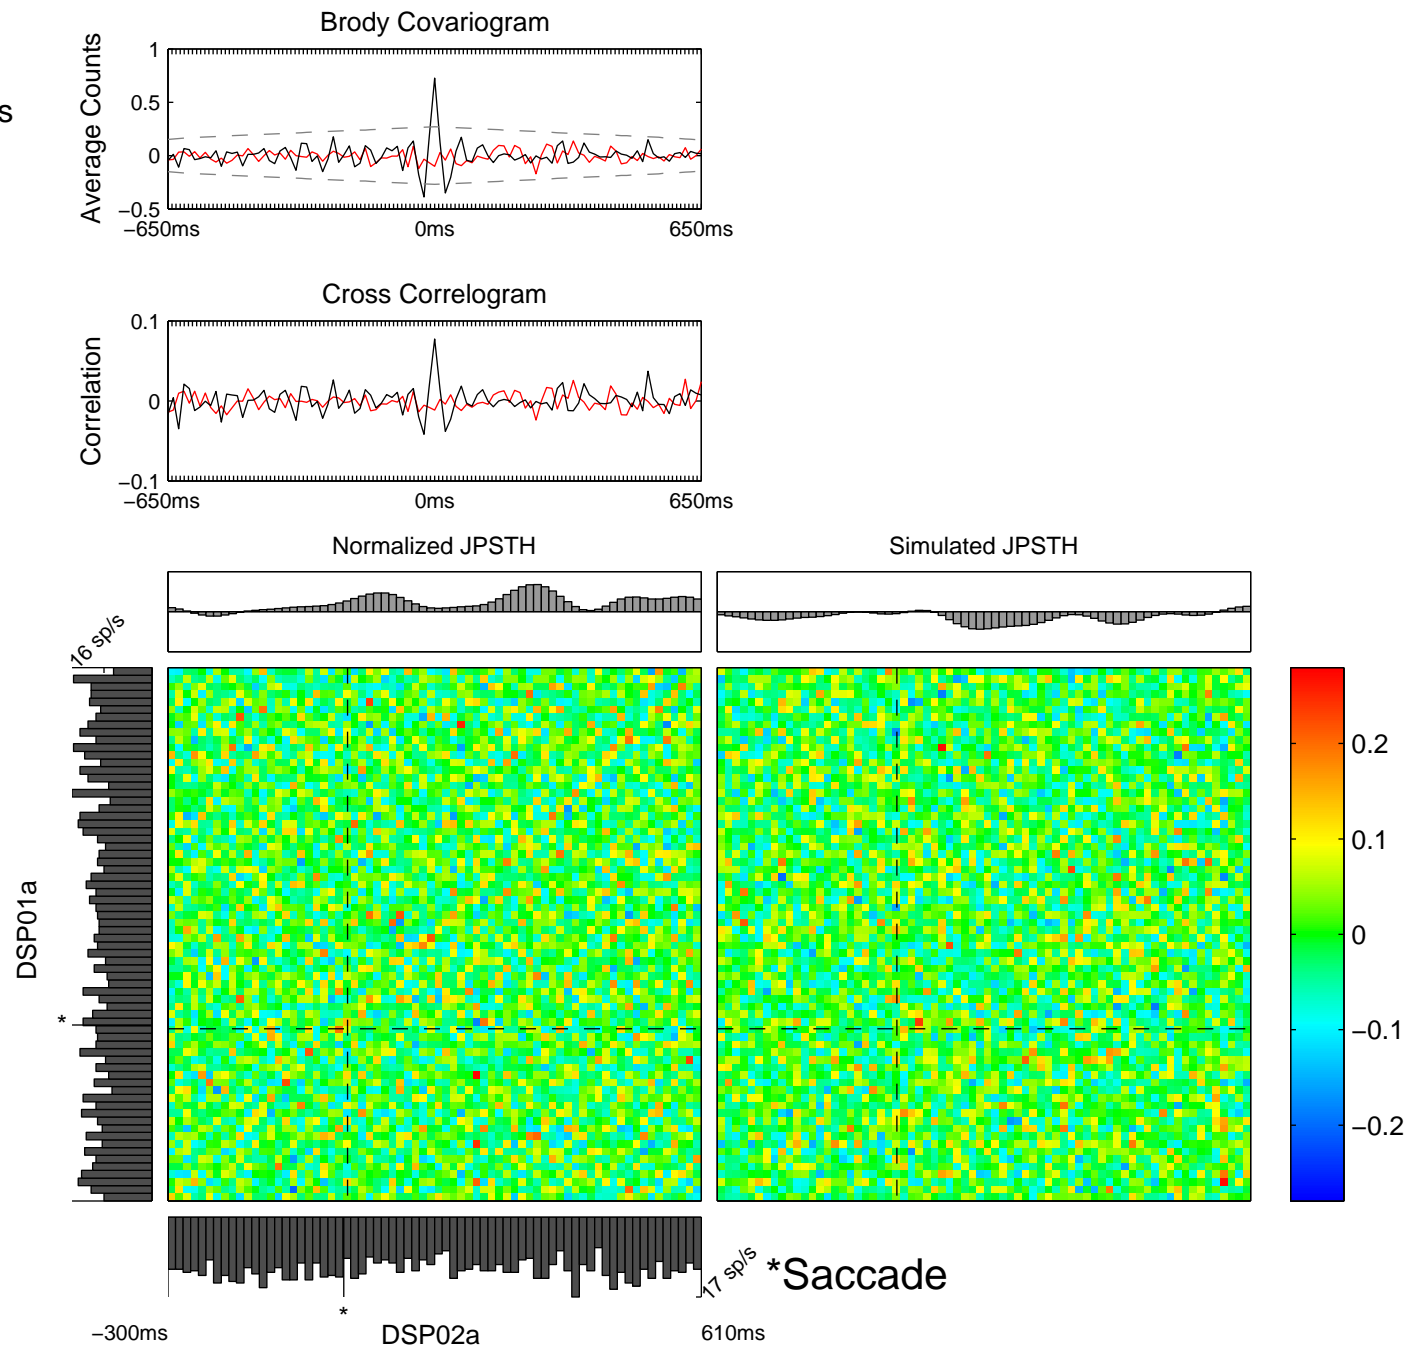 Brody Covariogram
s
Average Counts
1
0.5
0
−0.5
−650ms
0ms
650ms
Cross Correlogram
Correlation
0.1
0
−0.1
−650ms
0ms
650ms
Normalized JPSTH
Simulated JPSTH
16 sp/s
DSP01a
*
0.2
0.1
0
−0.1
−0.2
17 sp/s
*Saccade
*
−300ms
DSP02a
610ms